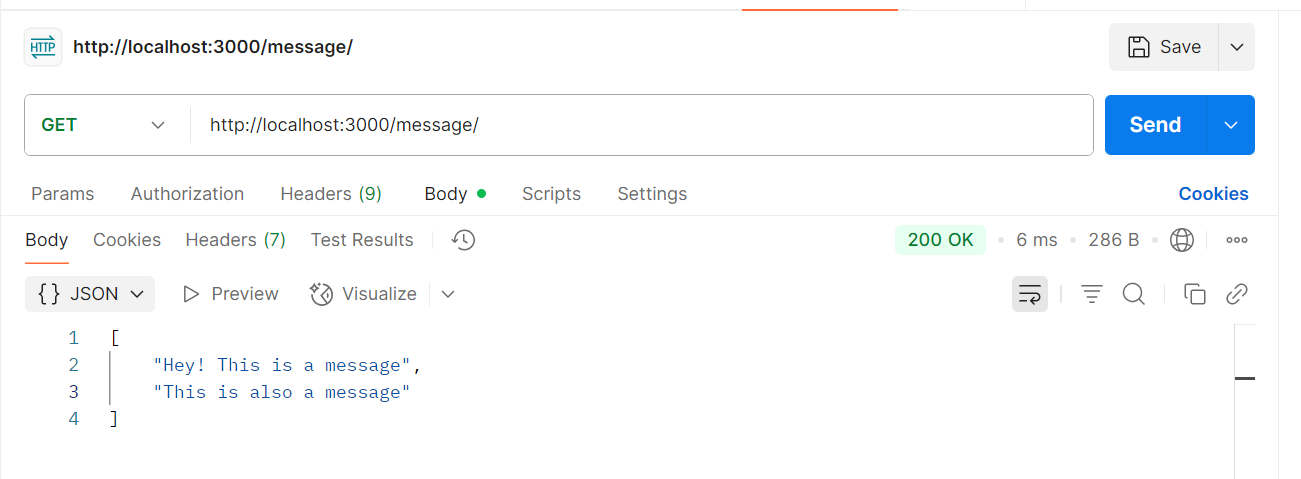 HTTP http://localhost:3000/message/ Save
GET http://localhost:3000/message/ Send
Params Authorization Headers (9) Body Scripts Settings Cookies
Body Cookies Headers (7) Test Results 200 OK 6 ms 286 B
{} JSON Preview Visualize
1 [
2 "Hey! This is a message",
3 "This is also a message"
4 ]